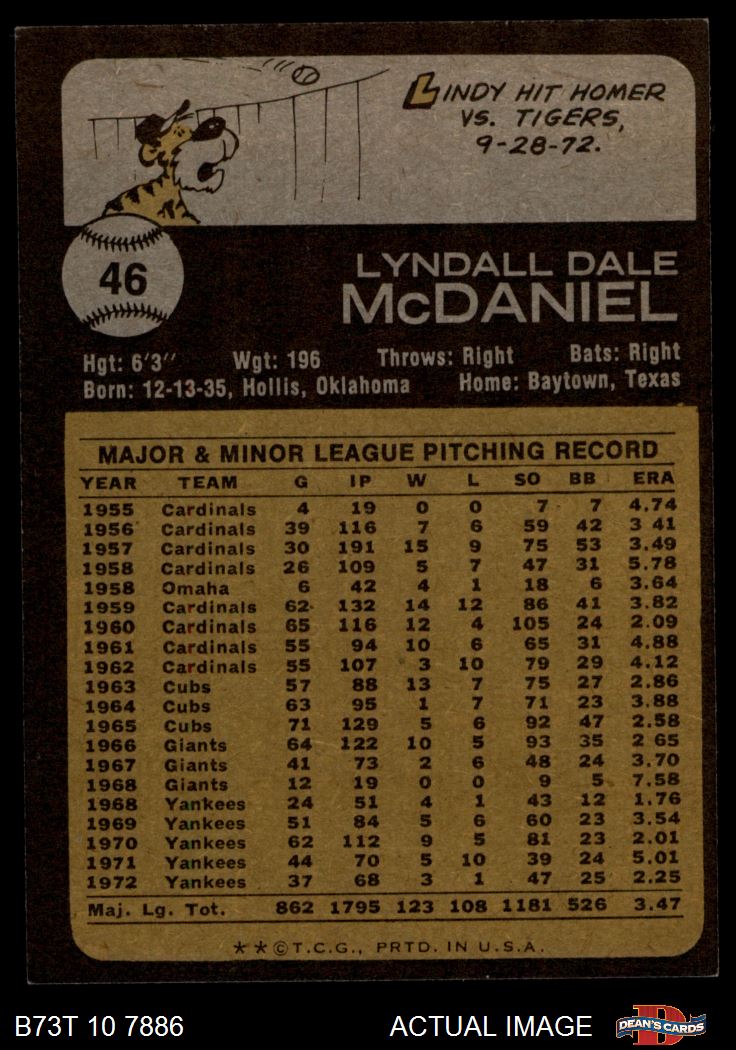 LINDY HIT HOMER
VS. TIGERS,
9-28-72.
46
LYNDALL DALE
McDANIEL
Hgt: 6'3" Wgt: 196 Throws: Right Bats: Right
Born: 12-13-35, Hollis, Oklahoma Home: Baytown, Texas
MAJOR & MINOR LEAGUE PITCHING RECORD
YEAR TEAM G IP W L SO BB ERA
1955 Cardinals 4 19 0 0 7 7 4.74
1956 Cardinals 39 116 7 6 59 42 3 41
1957 Cardinals 30 191 15 9 75 53 3.49
1958 Cardinals 26 109 5 7 47 31 5.78
1958 Omaha 6 42 4 1 18 6 3.64
1959 Cardinals 62 132 14 12 86 41 3.82
1960 Cardinals 65 116 12 4 105 24 2.09
1961 Cardinals 55 94 10 6 65 31 4.88
1962 Cardinals 55 107 3 10 79 29 4.12
1963 Cubs 57 88 13 7 75 27 2.86
1964 Cubs 63 95 1 7 71 23 3.88
1965 Cubs 71 129 5 6 92 47 2.58
1966 Giants 64 122 10 5 93 35 2 65
1967 Giants 41 73 2 6 48 24 3.70
1968 Giants 12 19 0 0 9 5 7.58
1968 Yankees 24 51 4 1 43 12 1.76
1969 Yankees 51 84 5 6 60 23 3.54
1970 Yankees 62 112 9 5 81 23 2.01
1971 Yankees 44 70 5 10 39 24 5.01
1972 Yankees 37 68 3 1 47 25 2.25
Maj. Lg. Tot. 862 1795 123 108 1181 526 3.47
**©T.C.G., PRTD. IN U.S.A.
B73T 10 7886 ACTUAL IMAGE D DEAN'S CARDS